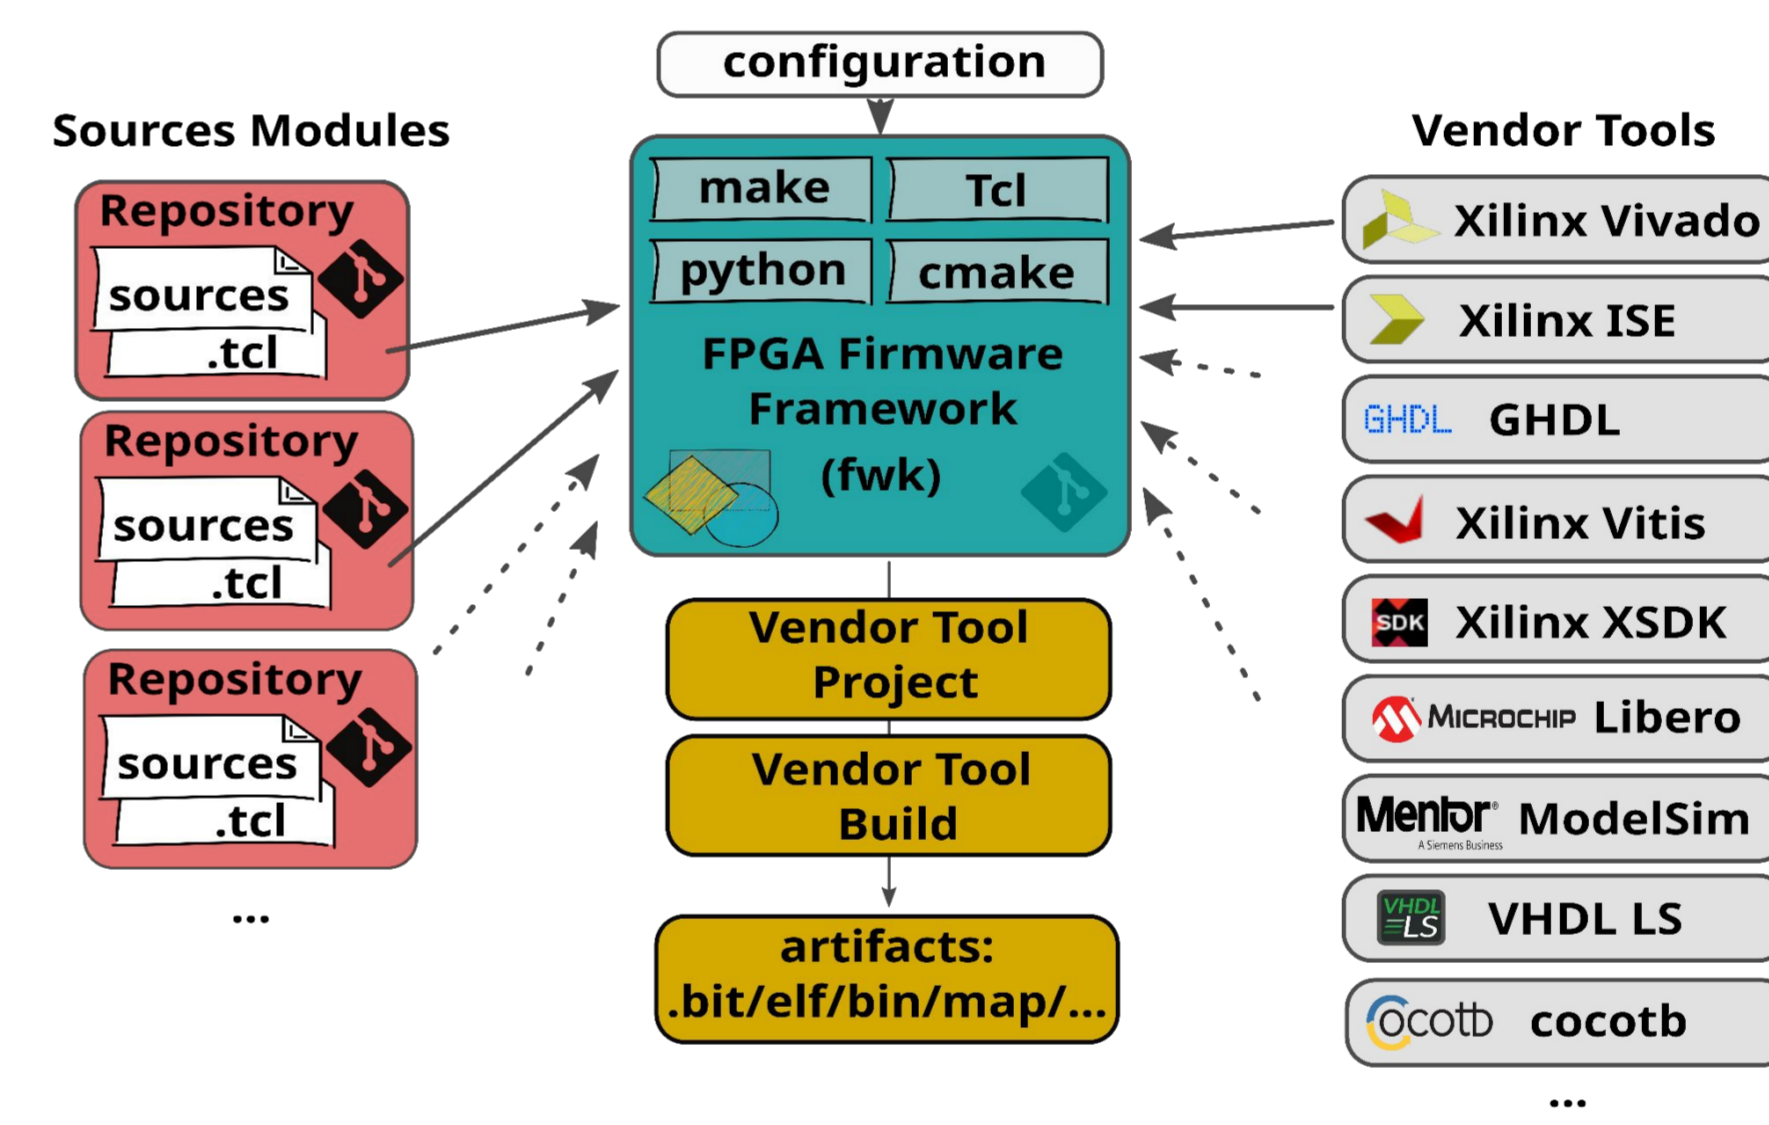 configuration
Sources Modules
Repository
sources
.tcl
Repository
sources
.tcl
Repository
sources
.tcl
...
make
Tcl
python
cmake
FPGA Firmware
Framework
(fwk)
Vendor Tool
Project
Vendor Tool
Build
artifacts:
.bit/elf/bin/map/...
Vendor Tools
Xilinx Vivado
Xilinx ISE
GHDL GHDL
Xilinx Vitis
SDK Xilinx XSDK
MICROCHIP Libero
Mentor® ModelSim
A Siemens Business
VHDL
LS
VHDL LS
cocotb cocotb
...